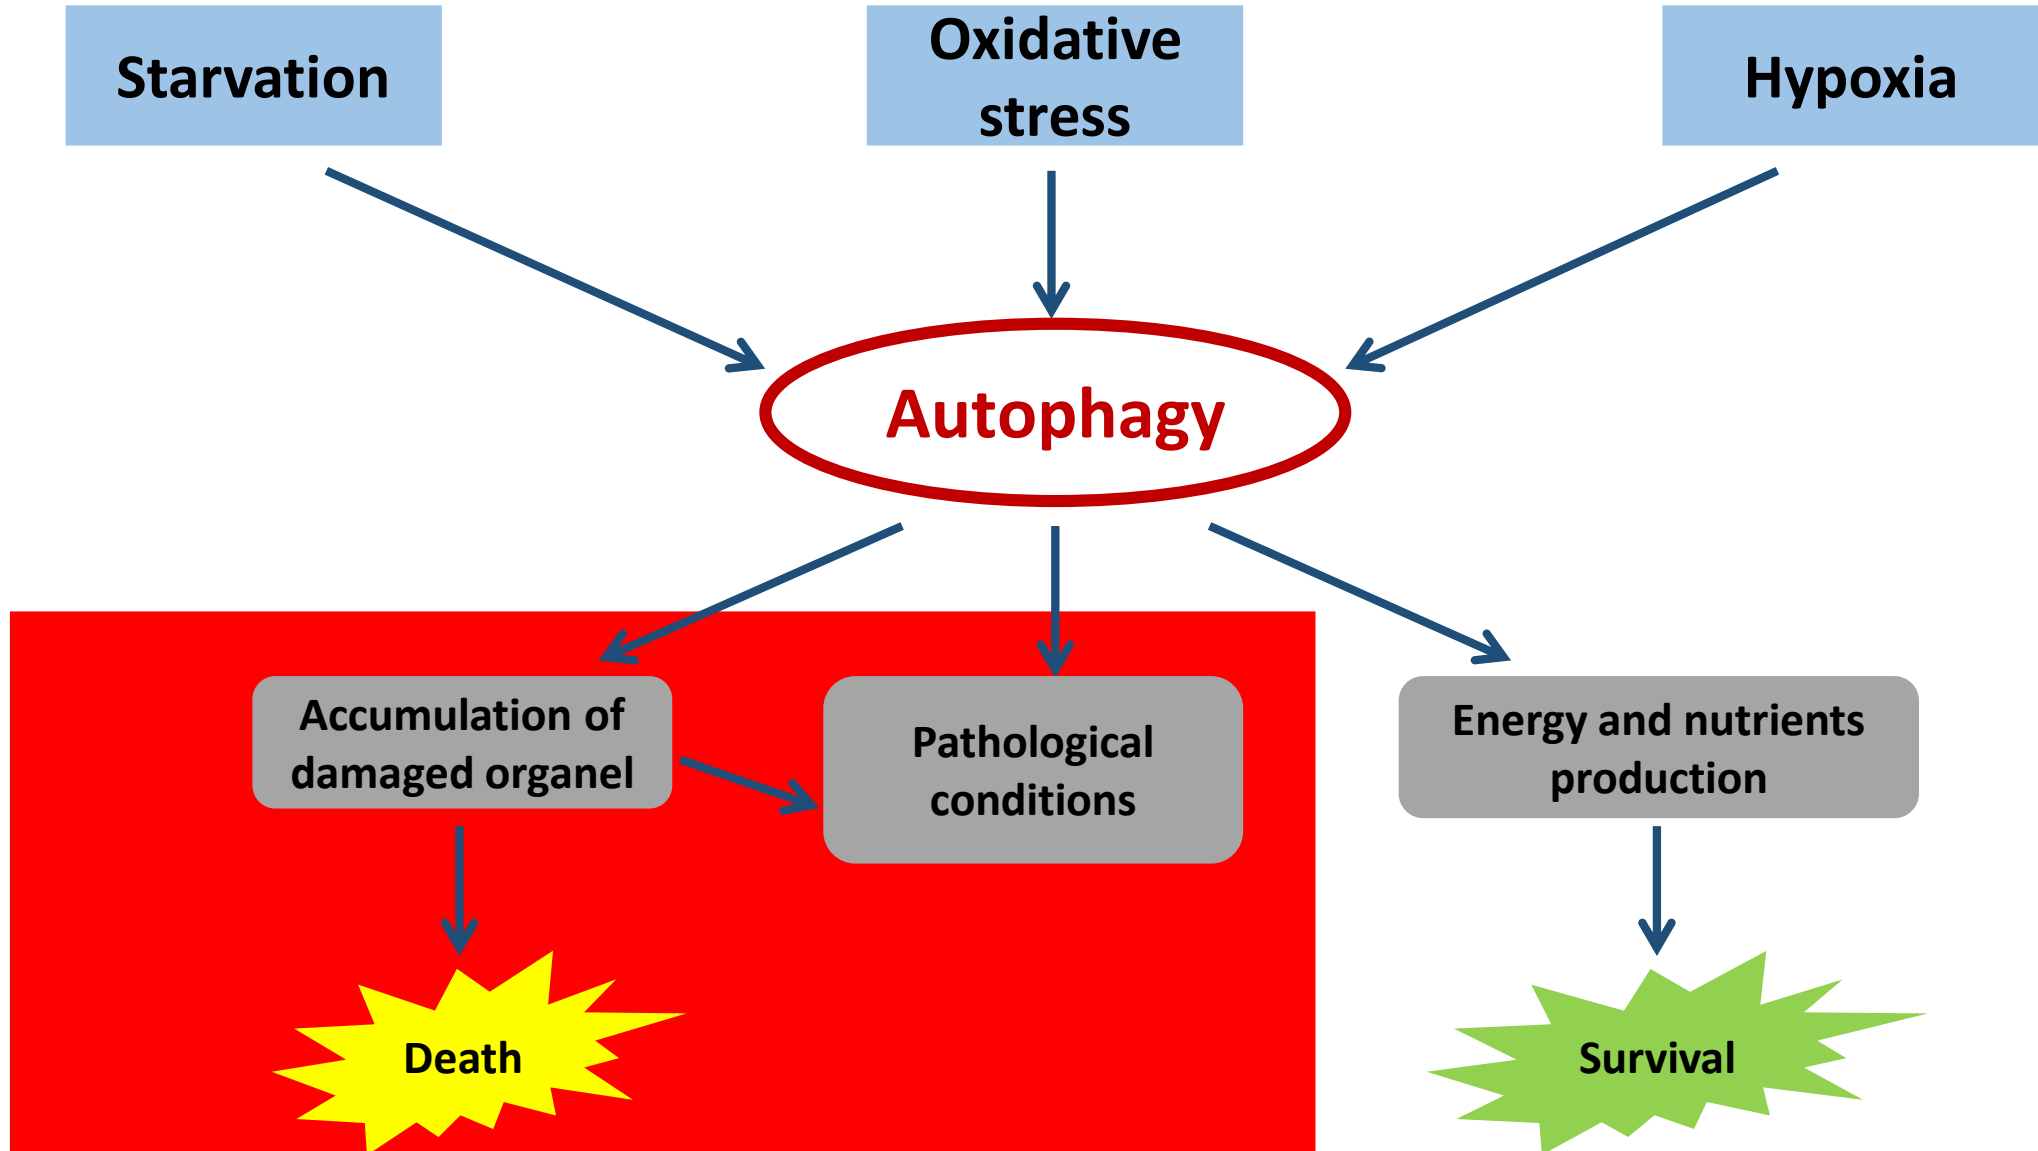 Starvation
Oxidative
stress
Hypoxia
Autophagy
Accumulation of
damaged organel
Pathological
conditions
Energy and nutrients
production
Death
Survival